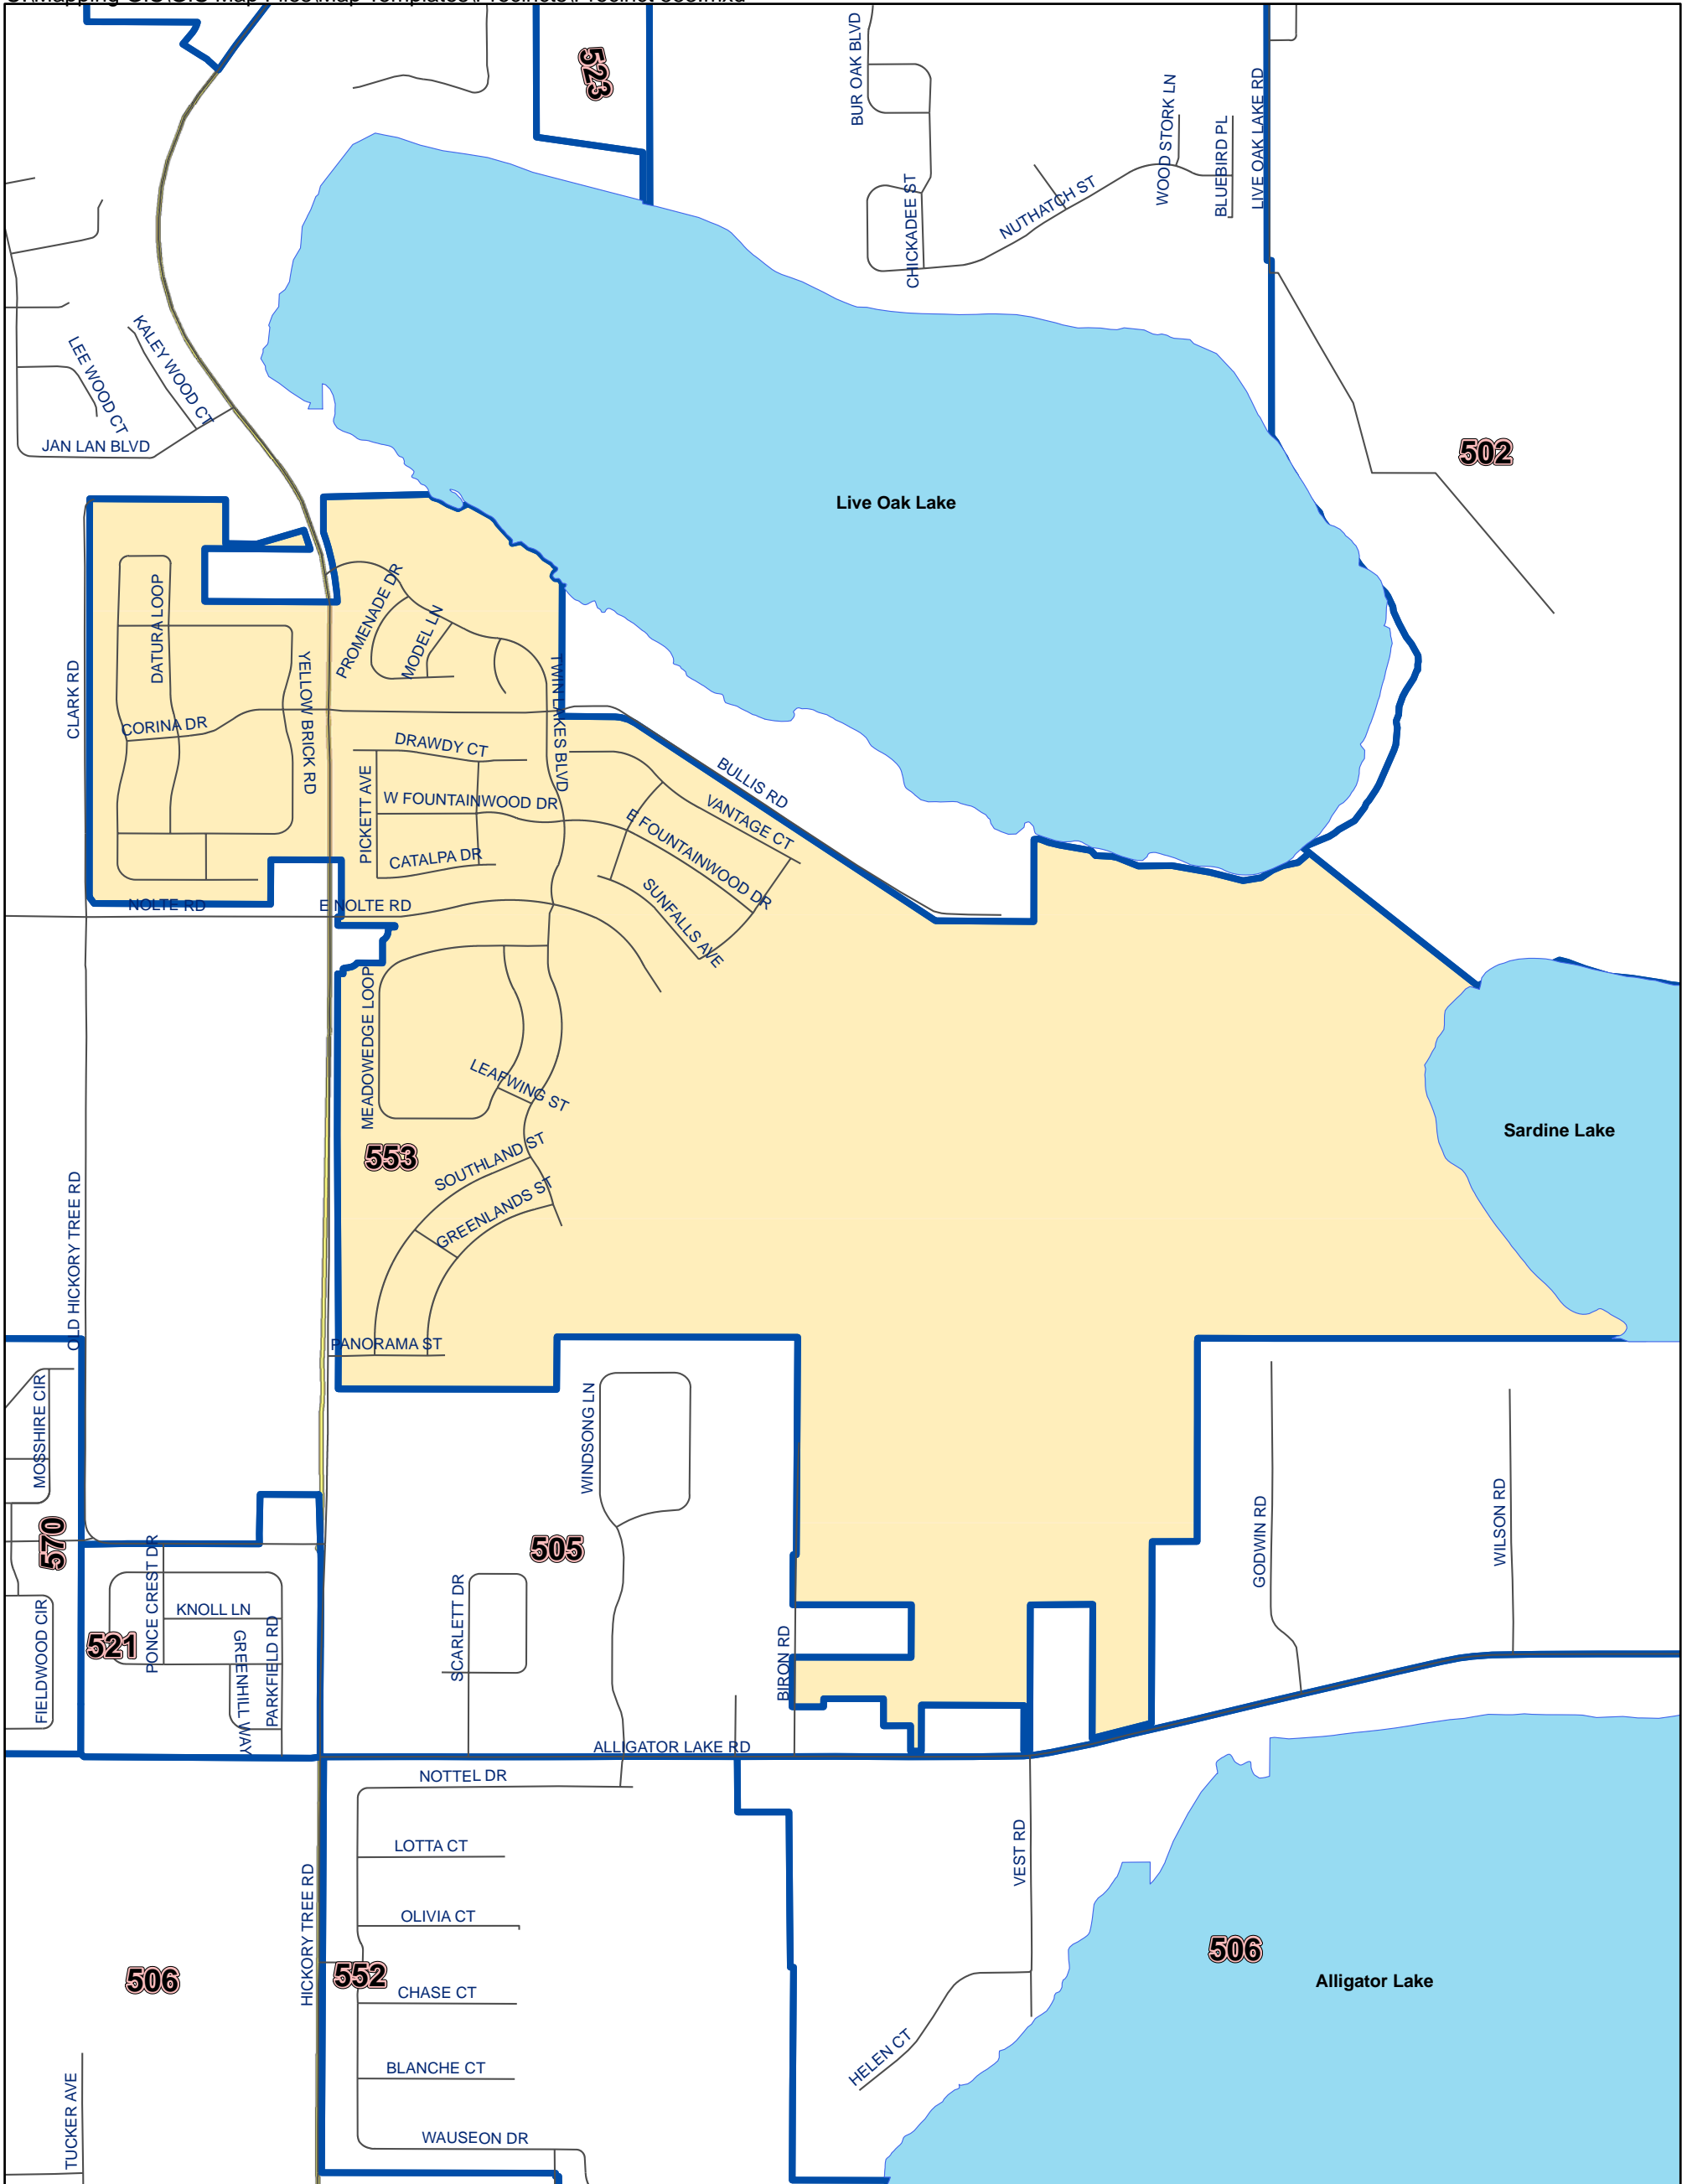 523
BUR OAK BLVD
WOOD STORK LN
LIVE OAK LAKE RD
BLUEBIRD PL
CHICKADEE ST
NUTHATCH ST
KALEY WOOD CT
LEE WOOD CT
JAN LAN BLVD
502
Live Oak Lake
DATURA LOOP
PROMENADE DR
MODEL LN
CLARK RD
YELLOW BRICK RD
TWIN LAKES BLVD
CORINA DR
DRAWDY CT
BULLIS RD
PICKETT AVE
W FOUNTAINWOOD DR
VANTAGE CT
E FOUNTAINWOOD DR
CATALPA DR
SUNFALLS AVE
NOLTE RD
E NOLTE RD
MEADOWEDGE LOOP
LEAFWING ST
Sardine Lake
553
SOUTHLAND ST
GREENLANDS ST
OLD HICKORY TREE RD
PANORAMA ST
MOSSHIRE CIR
WINDSONG LN
GODWIN RD
WILSON RD
570
505
PONCE CREST DR
KNOLL LN
SCARLETT DR
FIELDWOOD CIR
521
GREENHILL WAY
PARKFIELD RD
BIRON RD
ALLIGATOR LAKE RD
NOTTEL DR
LOTTA CT
VEST RD
HICKORY TREE RD
OLIVIA CT
506
552
506
Alligator Lake
CHASE CT
HELEN CT
BLANCHE CT
TUCKER AVE
WAUSEON DR